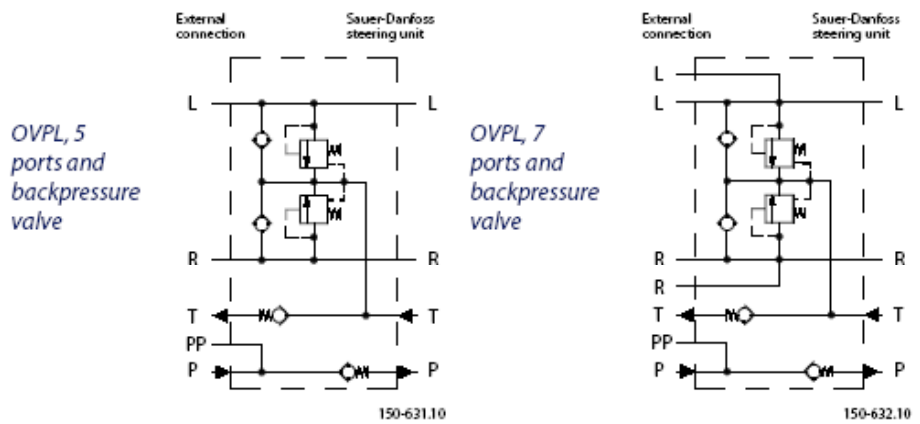 External
connection
Sauer-Danfoss
steering unit
L
L
OVPL, 5
ports and
backpressure
valve
R
R
T
T
PP
P
P
150-631.10
External
connection
Sauer-Danfoss
steering unit
L
L
L
OVPL, 7
ports and
backpressure
valve
R
R
R
T
T
PP
P
P
150-632.10